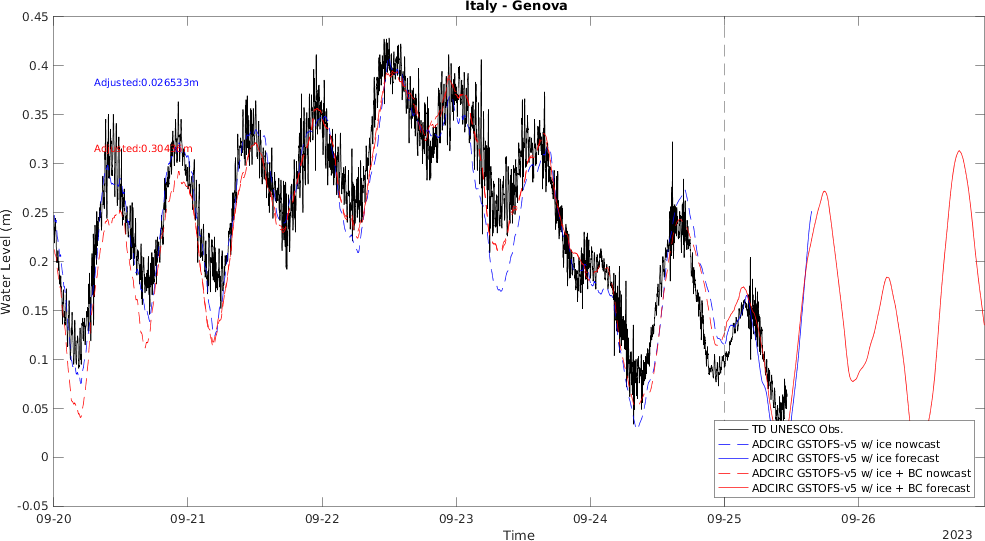 Italy - Genova
0.45
0.4
0.35
0.3
0.25
0.2
0.15
0.1
0.05
0
-0.05
Water Level (m)
Adjusted:0.026533m
TD UNESCO Obs.
ADCIRC GSTOFS-v5 w/ ice nowcast
ADCIRC GSTOFS-v5 w/ ice forecast
ADCIRC GSTOFS-v5 w/ ice + BC nowcast
ADCIRC GSTOFS-v5 w/ ice + BC forecast
09-20 09-21 09-22 09-23 09-24 09-25 09-26
Time
2023